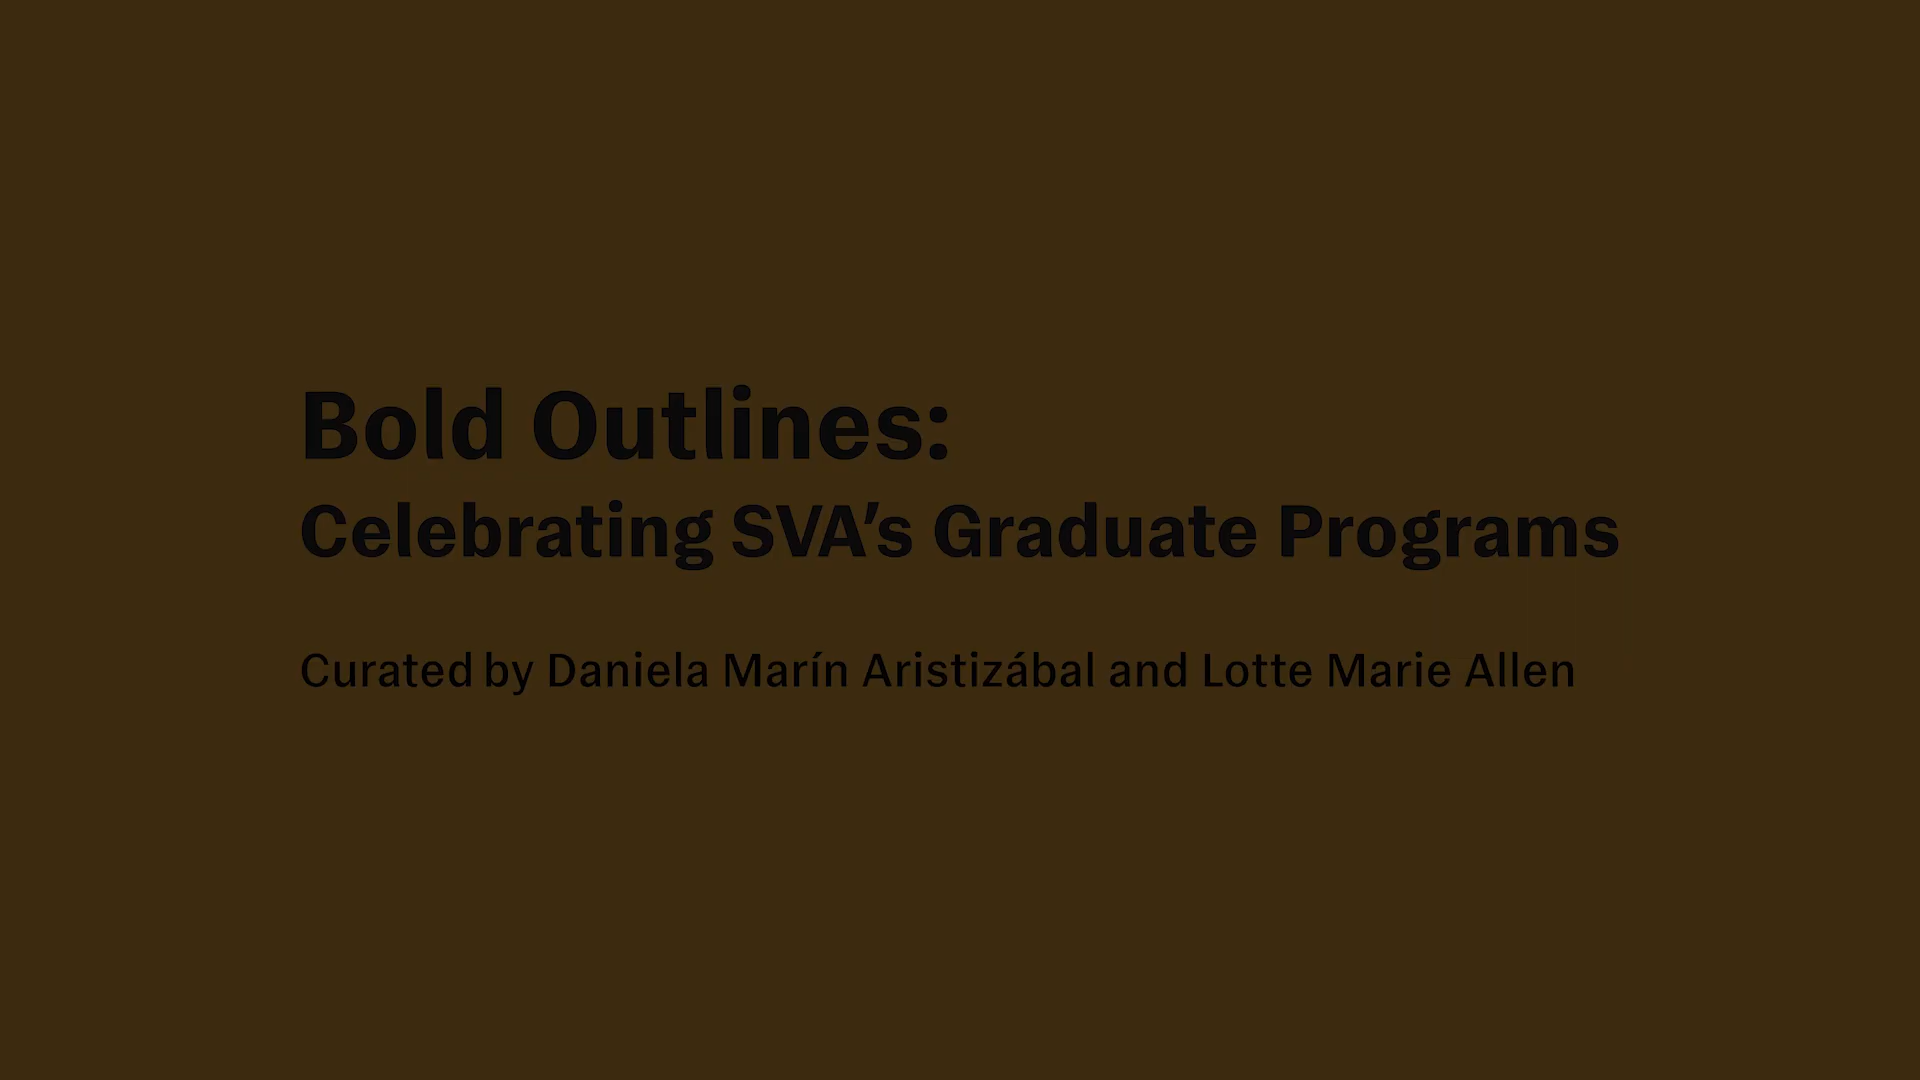 Bold Outlines:
Celebrating SVA’s Graduate Programs
Curated by Daniela Marín Aristizábal and Lotte Marie Allen